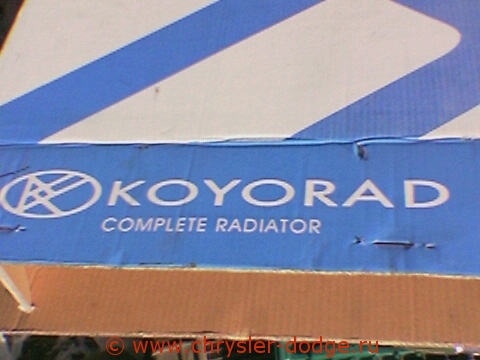 KOYORAD
COMPLETE RADIATOR
© www.chrysler-dodge.ru